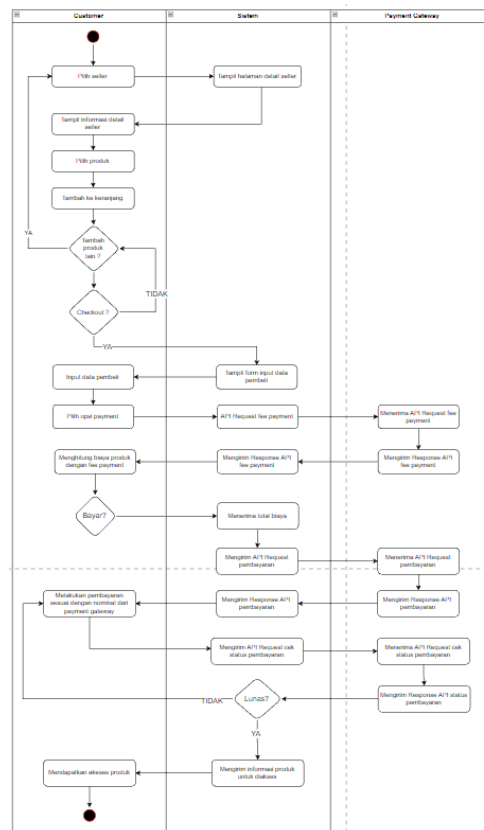 Customer
Sistem
Payment Gateway
Pilih seller
Tampil halaman detail seller
Tampil informasi detail
seller
Pilih produk
Tambah ke keranjang
YA
Tambah
produk
lain ?
TIDAK
Checkout ?
YA
Input data pembeli
Tampil form input data
pembeli
Pilih opsi payment
API Request fee payment
Menerima API Request fee
payment
Menghitung biaya produk
dengan fee payment
Mengirim Response API
fee payment
Mengirim Response API
fee payment
Bayar?
Menerima total biaya
Mengirim API Request
pembayaran
Menerima API Request
pembayaran
Melakukan pembayaran
sesuai dengan nominal dari
payment gateway
Mengirim Response API
pembayaran
Mengirim Response API
pembayaran
Mengirim API Request cek
status pembayaran
Menerima API Request cek
status pembayaran
Mengirim Response API status
pembayaran
Lunas?
TIDAK
YA
Mendapatkan aksess produk
Mengirim informasi produk
untuk diakses